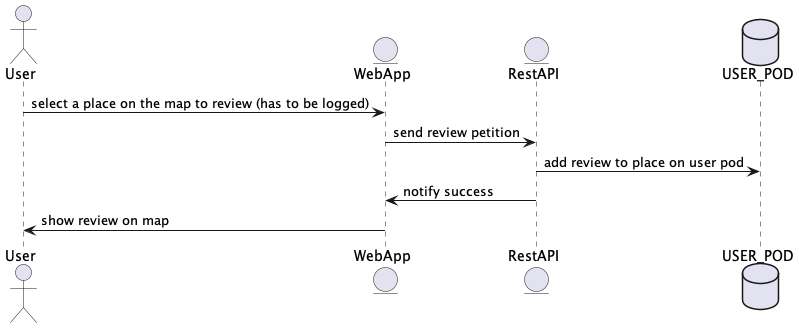 User
WebApp
RestAPI
USER_POD
select a place on the map to review (has to be logged)
send review petition
add review to place on user pod
notify success
show review on map
User
WebApp
RestAPI
USER_POD